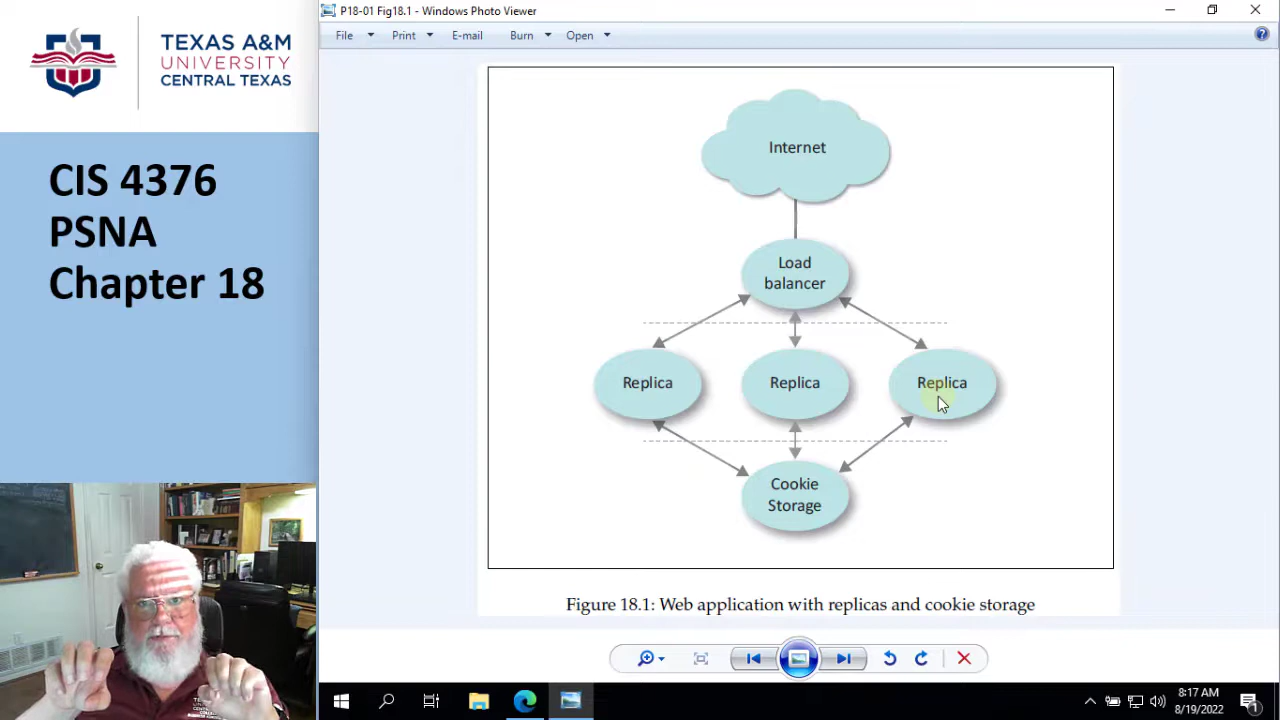 TEXAS A&M
UNIVERSITY
CENTRAL TEXAS
CIS 4376
PSNA
Chapter 18
P18-01 Fig18.1 - Windows Photo Viewer
File Print E-mail Burn Open
Internet
Load
balancer
Replica Replica Replica
Cookie
Storage
Figure 18.1: Web application with replicas and cookie storage
8:17 AM
8/19/2022
1